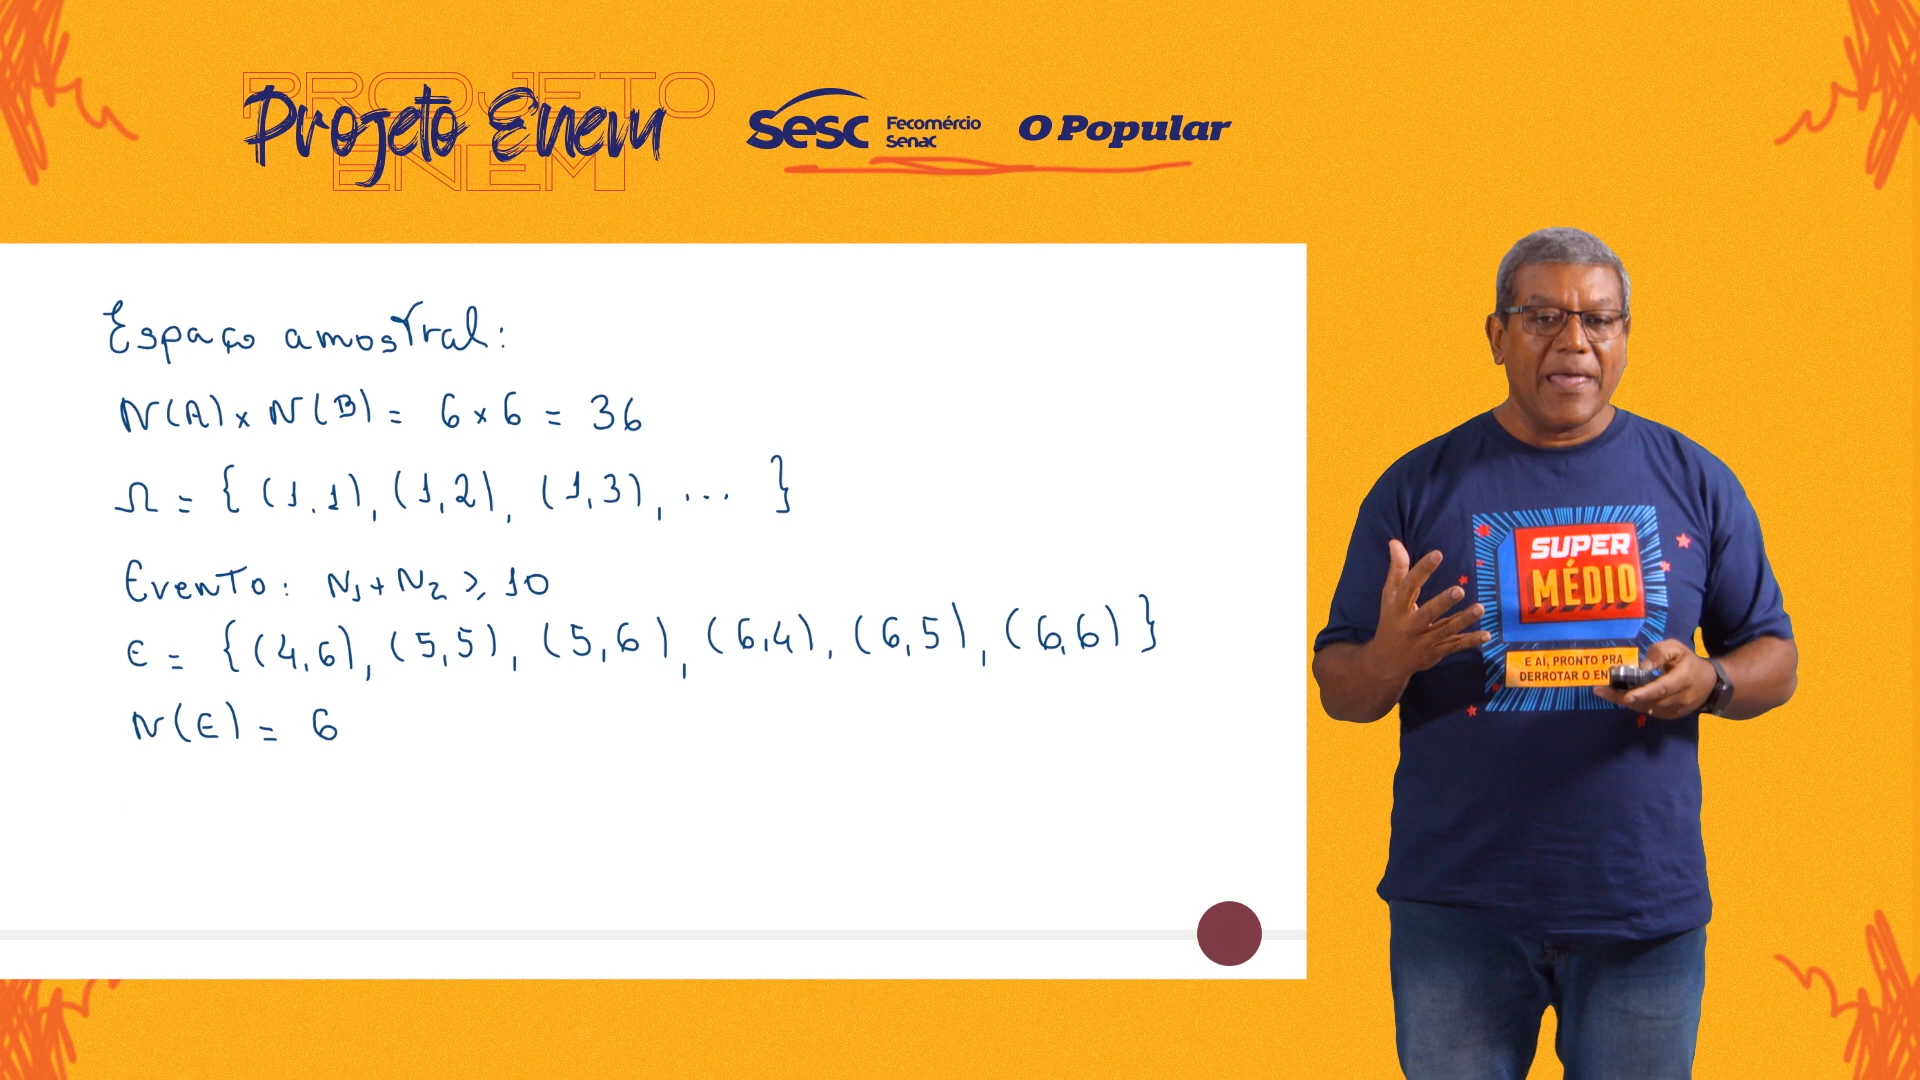 PROJETO
Projeto Enem
ENEM
Sesc
Fecomércio
Senac
O Popular
Espaço amostral:
N(A) x N(B) = 6 x 6 = 36
Ω = { (1,1), (1,2), (1,3), ... }
Evento: N₁ + N₂ ⩾ 10
E = {(4,6), (5,5), (5,6), (6,4), (6,5), (6,6)}
N(E) = 6
SUPER
MÉDIO
E AÍ, PRONTO PRA
DERROTAR O